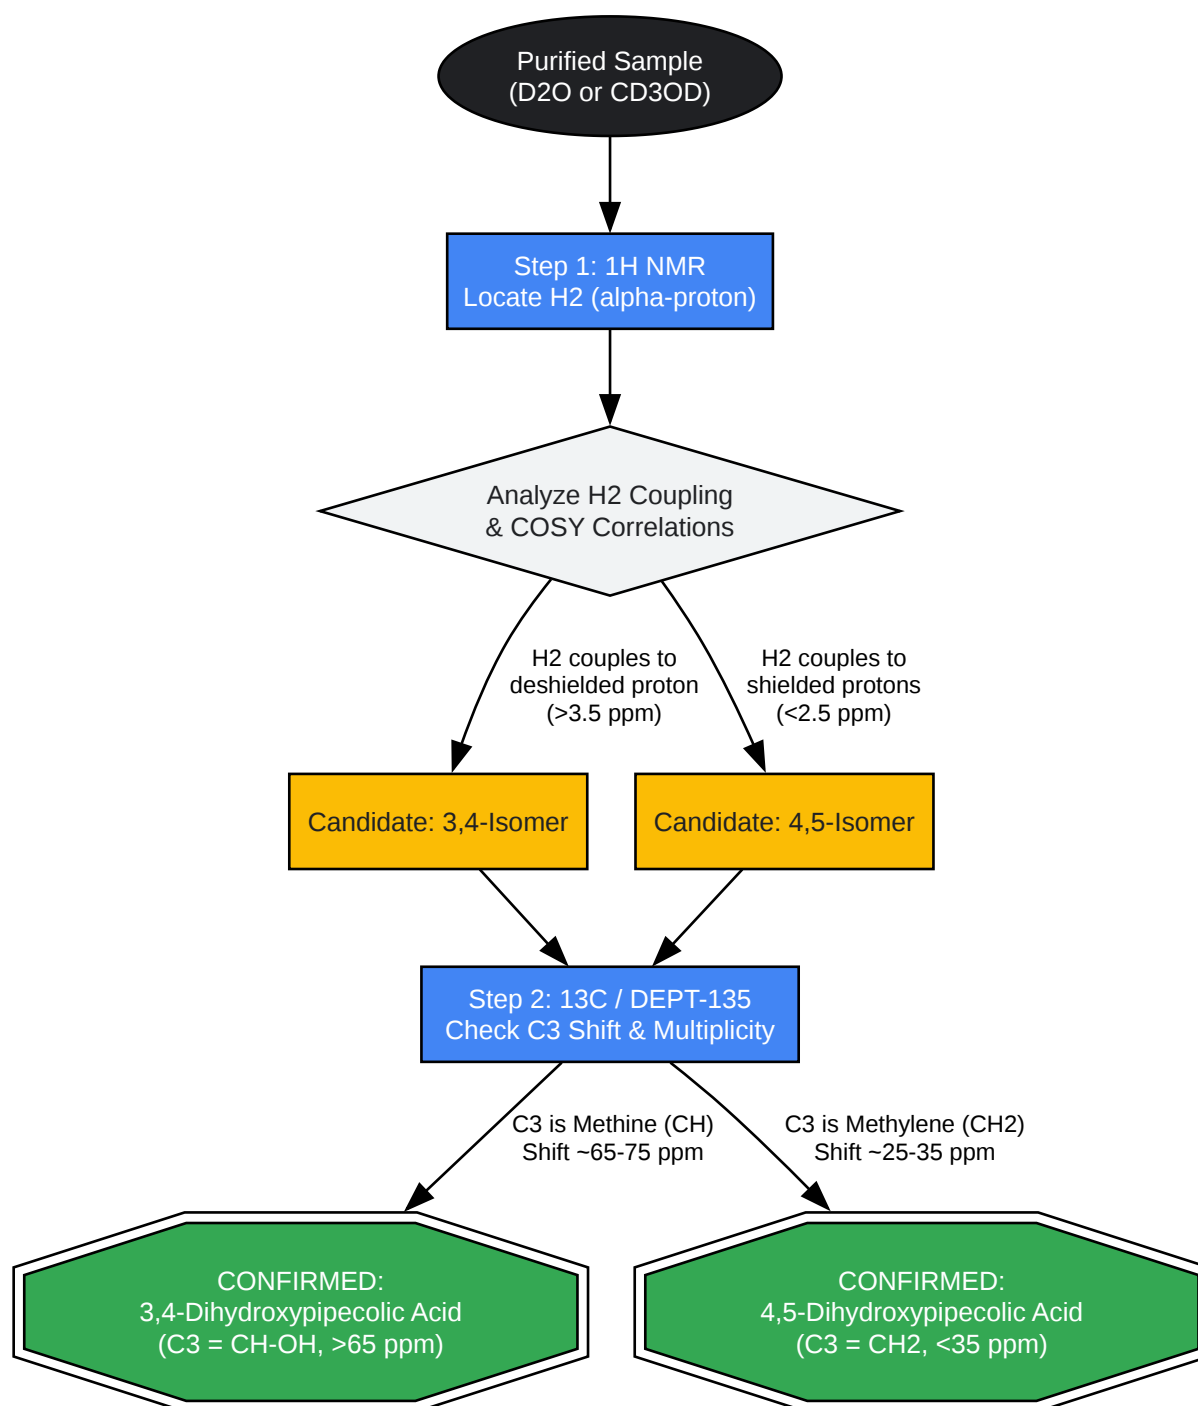 Purified Sample
(D2O or CD3OD)
Step 1: 1H NMR
Locate H2 (alpha-proton)
Analyze H2 Coupling
& COSY Correlations
H2 couples to
deshielded proton
(>3.5 ppm)
H2 couples to
shielded protons
(<2.5 ppm)
Candidate: 3,4-Isomer
Candidate: 4,5-Isomer
Step 2: 13C / DEPT-135
Check C3 Shift & Multiplicity
C3 is Methine (CH)
Shift ~65-75 ppm
C3 is Methylene (CH2)
Shift ~25-35 ppm
CONFIRMED:
3,4-Dihydroxypipecolic Acid
(C3 = CH-OH, >65 ppm)
CONFIRMED:
4,5-Dihydroxypipecolic Acid
(C3 = CH2, <35 ppm)